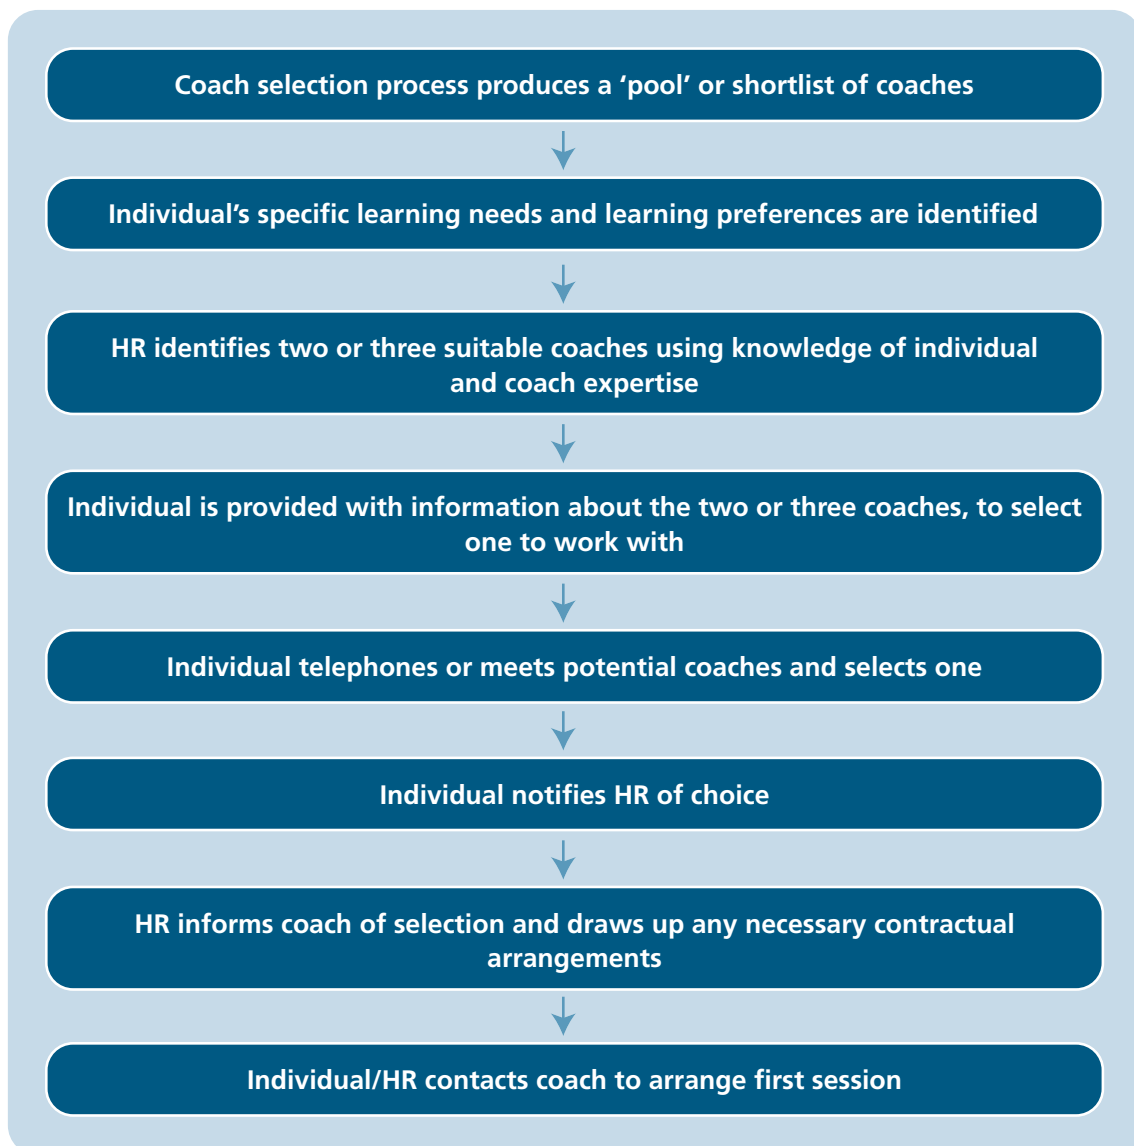 Coach selection process produces a ‘pool’ or shortlist of coaches
Individual’s specific learning needs and learning preferences are identified
HR identifies two or three suitable coaches using knowledge of individual
and coach expertise
Individual is provided with information about the two or three coaches, to select
one to work with
Individual telephones or meets potential coaches and selects one
Individual notifies HR of choice
HR informs coach of selection and draws up any necessary contractual
arrangements
Individual/HR contacts coach to arrange first session